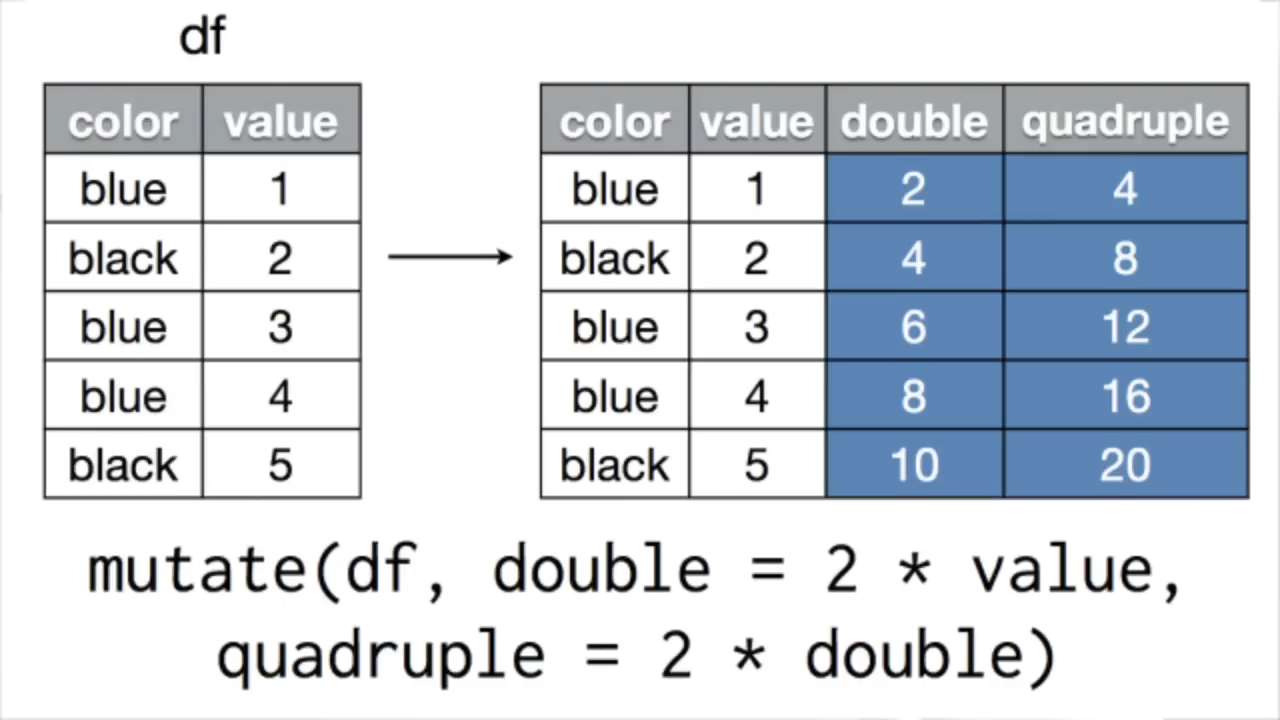 df
color value
blue 1
black 2
blue 3
blue 4
black 5
color value double quadruple
blue 1 2 4
black 2 4 8
blue 3 6 12
blue 4 8 16
black 5 10 20
mutate(df, double = 2 * value,
quadruple = 2 * double)